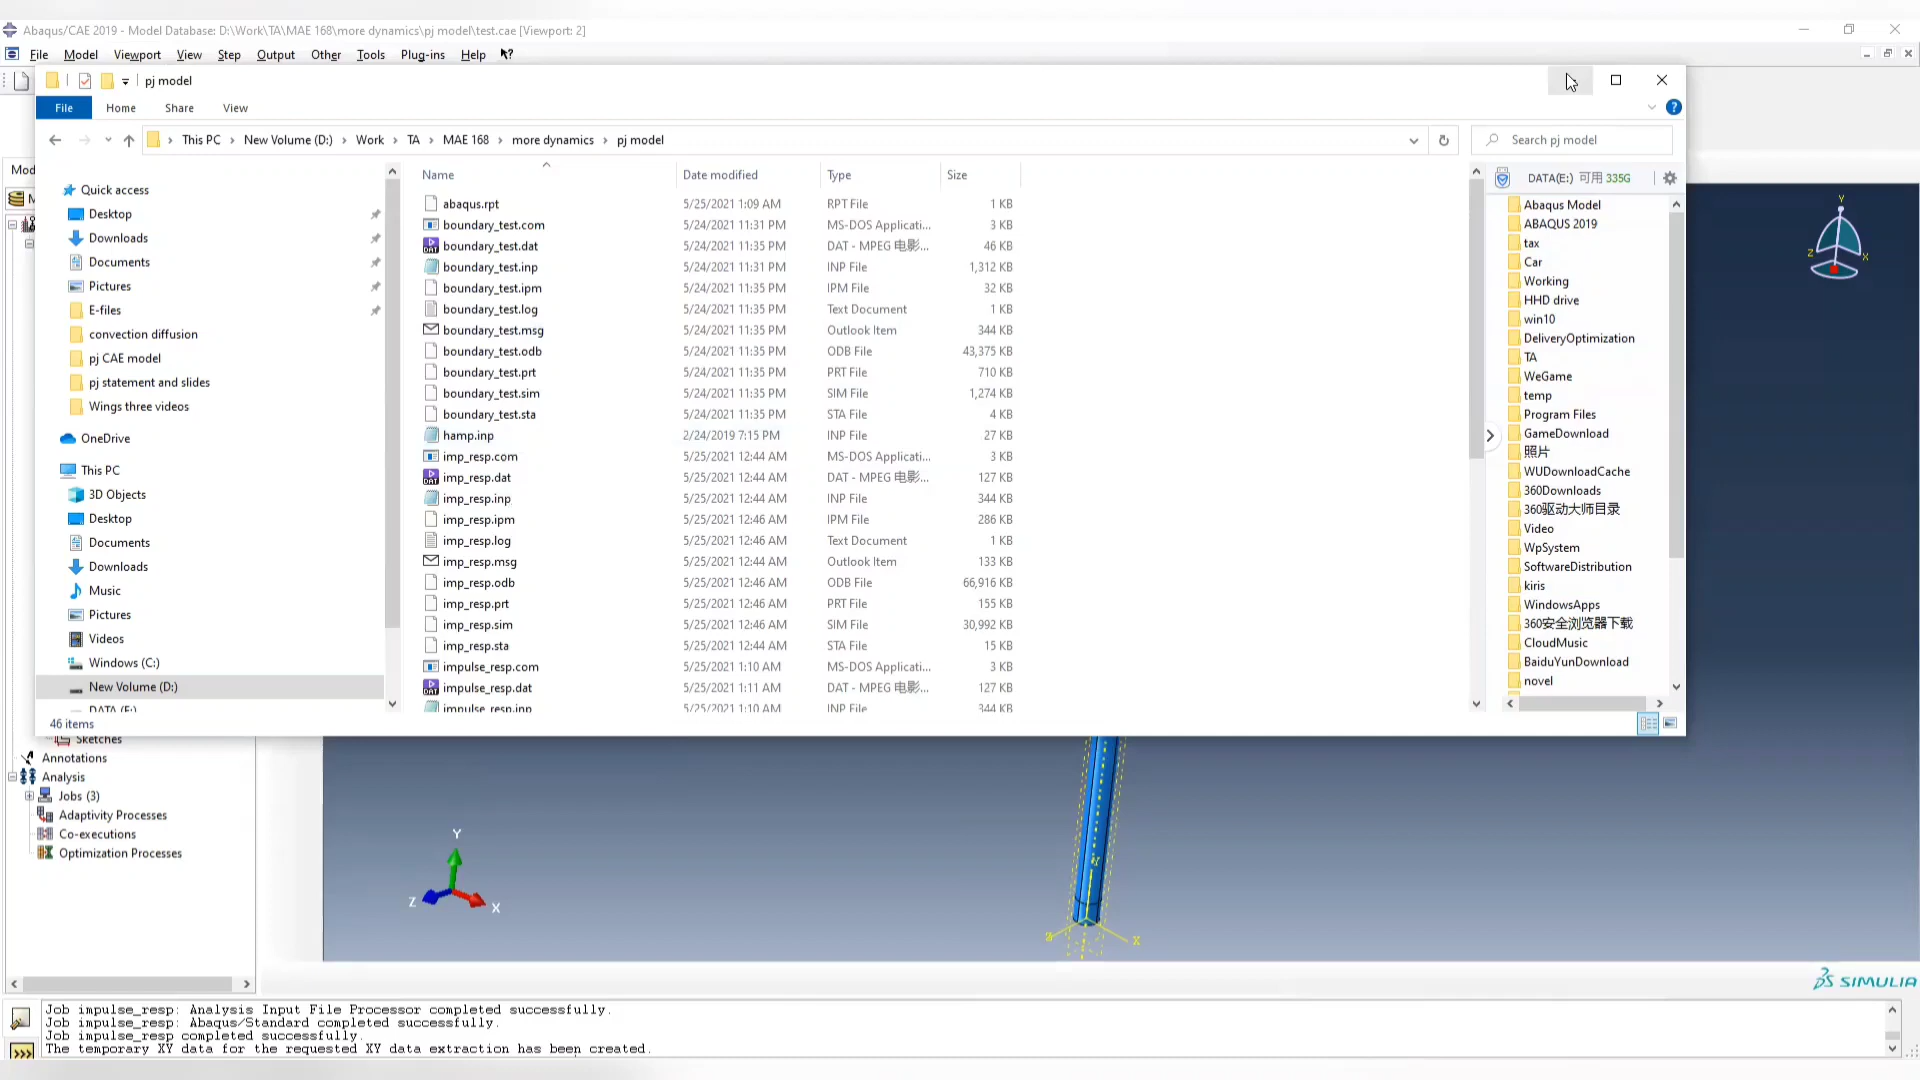 Abaqus/CAE 2019 - Model Database: D:\Work\TA\MAE 168\more dynamics\pj model\test.cae [Viewport: 2]
File Model Viewport View Step Output Other Tools Plug-ins Help
pj model
File Home Share View
This PC > New Volume (D:) > Work > TA > MAE 168 > more dynamics > pj model
Search pj model
Mod
M
Quick access
Desktop
Downloads
Documents
Pictures
E-files
convection diffusion
pj CAE model
pj statement and slides
Wings three videos
OneDrive
This PC
3D Objects
Desktop
Documents
Downloads
Music
Pictures
Videos
Windows (C:)
New Volume (D:)
DATA (E:)
46 items
Name Date modified Type Size
abaqus.rpt 5/25/2021 1:09 AM RPT File 1 KB
boundary_test.com 5/24/2021 11:31 PM MS-DOS Applicati... 3 KB
boundary_test.dat 5/24/2021 11:35 PM DAT - MPEG 电影... 46 KB
boundary_test.inp 5/24/2021 11:31 PM INP File 1,312 KB
boundary_test.ipm 5/24/2021 11:35 PM IPM File 32 KB
boundary_test.log 5/24/2021 11:35 PM Text Document 1 KB
boundary_test.msg 5/24/2021 11:35 PM Outlook Item 344 KB
boundary_test.odb 5/24/2021 11:35 PM ODB File 43,375 KB
boundary_test.prt 5/24/2021 11:35 PM PRT File 710 KB
boundary_test.sim 5/24/2021 11:35 PM SIM File 1,274 KB
boundary_test.sta 5/24/2021 11:35 PM STA File 4 KB
hamp.inp 2/24/2019 7:15 PM INP File 27 KB
imp_resp.com 5/25/2021 12:44 AM MS-DOS Applicati... 3 KB
imp_resp.dat 5/25/2021 12:44 AM DAT - MPEG 电影... 127 KB
imp_resp.inp 5/25/2021 12:44 AM INP File 344 KB
imp_resp.ipm 5/25/2021 12:46 AM IPM File 286 KB
imp_resp.log 5/25/2021 12:46 AM Text Document 1 KB
imp_resp.msg 5/25/2021 12:44 AM Outlook Item 133 KB
imp_resp.odb 5/25/2021 12:46 AM ODB File 66,916 KB
imp_resp.prt 5/25/2021 12:46 AM PRT File 155 KB
imp_resp.sim 5/25/2021 12:46 AM SIM File 30,992 KB
imp_resp.sta 5/25/2021 12:44 AM STA File 15 KB
impulse_resp.com 5/25/2021 1:10 AM MS-DOS Applicati... 3 KB
impulse_resp.dat 5/25/2021 1:11 AM DAT - MPEG 电影... 127 KB
impulse_resp.inp 5/25/2021 1:10 AM INP File 344 KB
DATA(E:) 可用 335G
Abaqus Model
ABAQUS 2019
tax
Car
Working
HHD drive
win10
DeliveryOptimization
TA
WeGame
temp
Program Files
GameDownload
照片
WUDownloadCache
360Downloads
360驱动大师目录
Video
WpSystem
SoftwareDistribution
kiris
WindowsApps
360安全浏览器下载
CloudMusic
BaiduYunDownload
novel
Y
Z
X
Sketches
Annotations
Analysis
Jobs (3)
Adaptivity Processes
Co-executions
Optimization Processes
Y
Z
X
Y
Z
X
SIMULIA
Job impulse_resp: Analysis Input File Processor completed successfully.
Job impulse_resp: Abaqus/Standard completed successfully.
Job impulse_resp completed successfully.
The temporary XY data for the requested XY data extraction has been created.